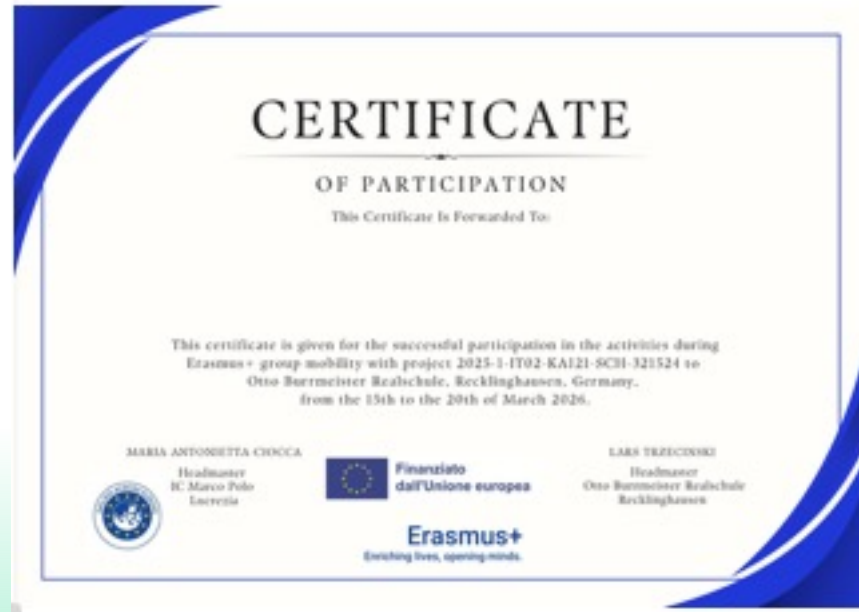 CERTIFICATE
OF PARTICIPATION
This Certificate Is Forwarded To:
This certificate is given for the successful participation in the activities during
Erasmus+ group mobility with project 2025-1-IT02-KA121-SCH-321524 to
Otto Burrmeister Realschule, Recklinghausen, Germany,
from the 15th to the 20th of March 2026.
MARIA ANTONIETTA CIOCCA
Headmaster
IC Marco Polo
Lucrezia
Finanziato
dall'Unione europea
Erasmus+
Enriching lives, opening minds.
LARS TRZECINSKI
Headmaster
Otto Burrmeister Realschule
Recklinghausen